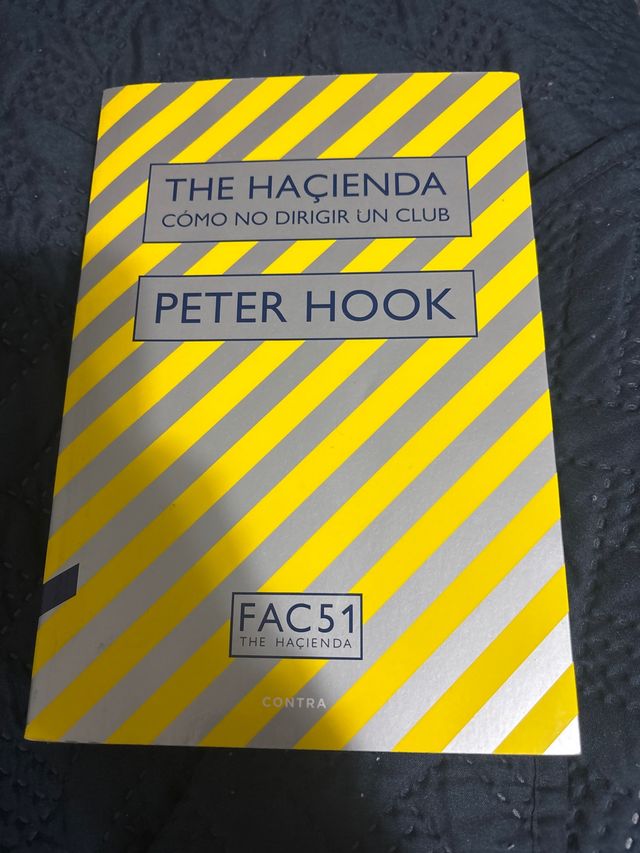 THE HAÇIENDA
CÓMO NO DIRIGIR UN CLUB
PETER HOOK
FAC51
THE HAÇIENDA
CONTRA